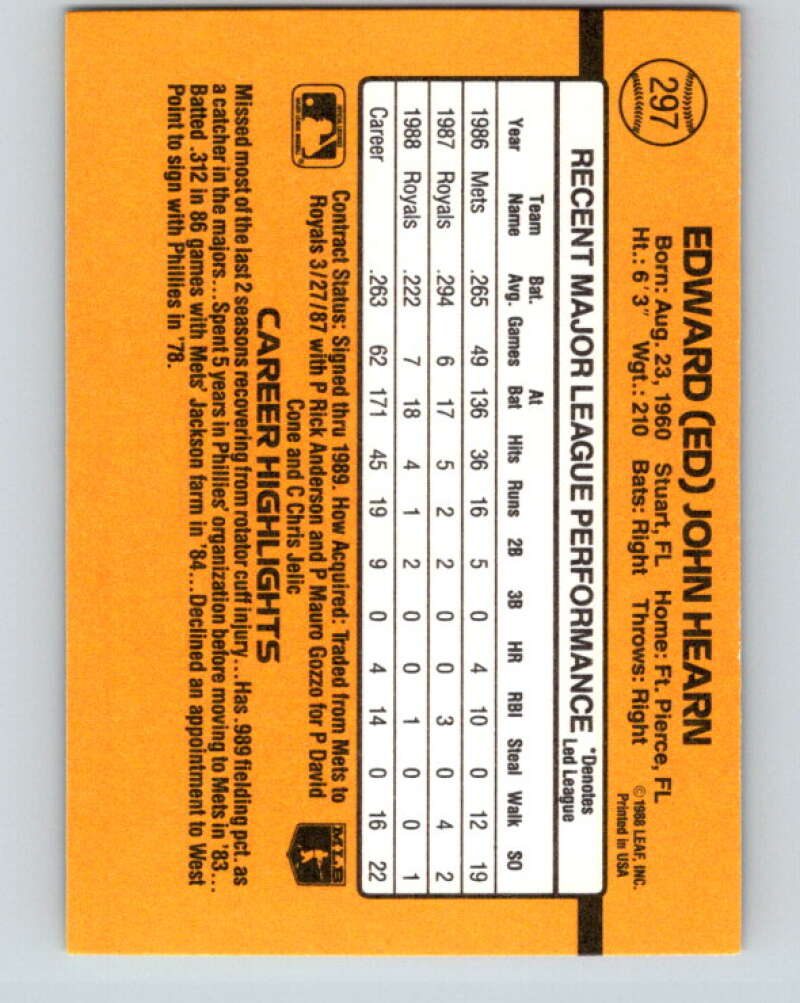 297
EDWARD (ED) JOHN HEARN
Born: Aug. 23, 1960 Stuart, FL Home: Ft. Pierce, FL
Ht.: 6'3" Wgt.: 210 Bats: Right Throws: Right
© 1988 LEAF, INC.
Printed in USA
RECENT MAJOR LEAGUE PERFORMANCE *Denotes Led League
Year Team Name Bat. Avg. Games At Bat Hits Runs 2B 3B HR RBI Steal Walk SO
1986 Mets .265 49 136 36 16 5 0 4 10 0 12 19
1987 Royals .294 6 17 5 2 2 0 0 3 0 4 2
1988 Royals .222 7 18 4 1 2 0 0 1 0 0 1
Career .263 62 171 45 19 9 0 4 14 0 16 22
Contract Status: Signed thru 1989. How Acquired: Traded from Mets to
Royals 3/27/87 with P Rick Anderson and P Mauro Gozzo for P David
Cone and C Chris Jelic
MLB
CAREER HIGHLIGHTS
Missed most of the last 2 seasons recovering from rotator cuff injury...Has .989 fielding pct. as
a catcher in the majors...Spent 5 years in Phillies' organization before moving to Mets in '83...
Batted .312 in 86 games with Mets' Jackson farm in '84...Declined an appointment to West
Point to sign with Phillies in '78.